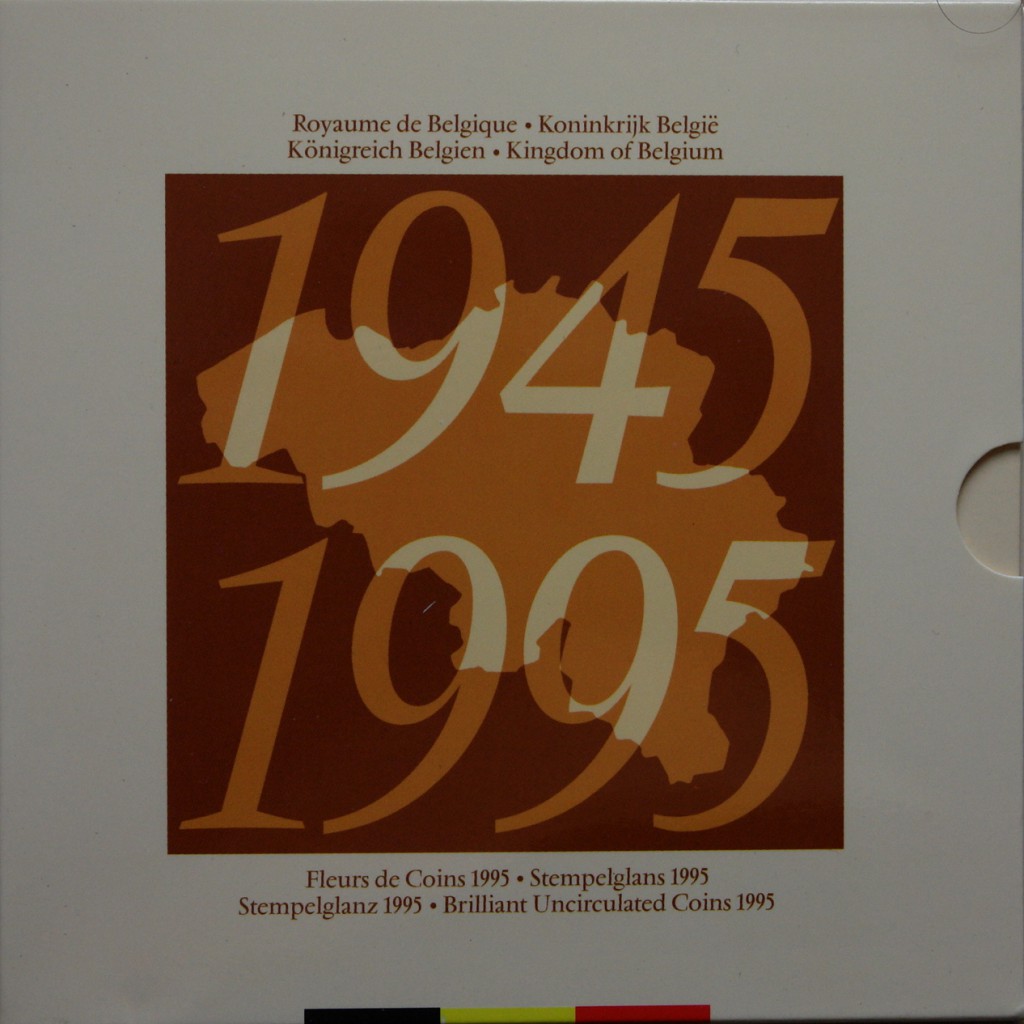 Royaume de Belgique • Koninkrijk België
Königreich Belgien • Kingdom of Belgium
1945
1995
Fleurs de Coins 1995 • Stempelglans 1995
Stempelglanz 1995 • Brilliant Uncirculated Coins 1995